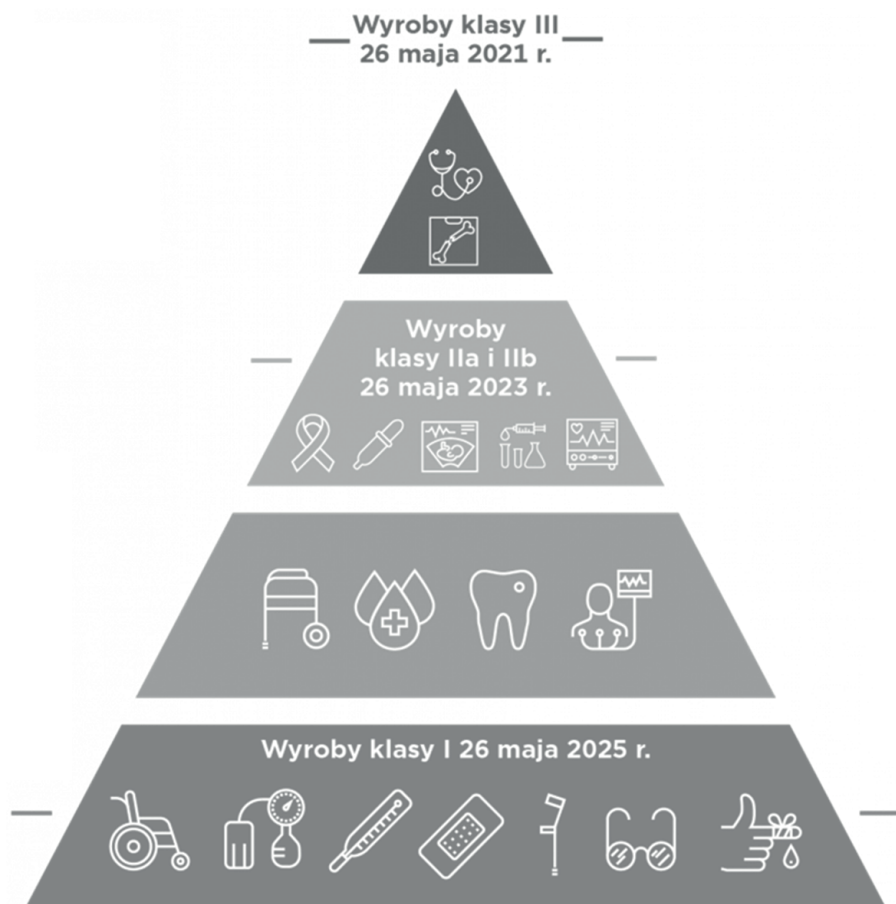 Wyroby klasy III
26 maja 2021 r.
Wyroby
klasy IIa i IIb
26 maja 2023 r.
Wyroby klasy I 26 maja 2025 r.